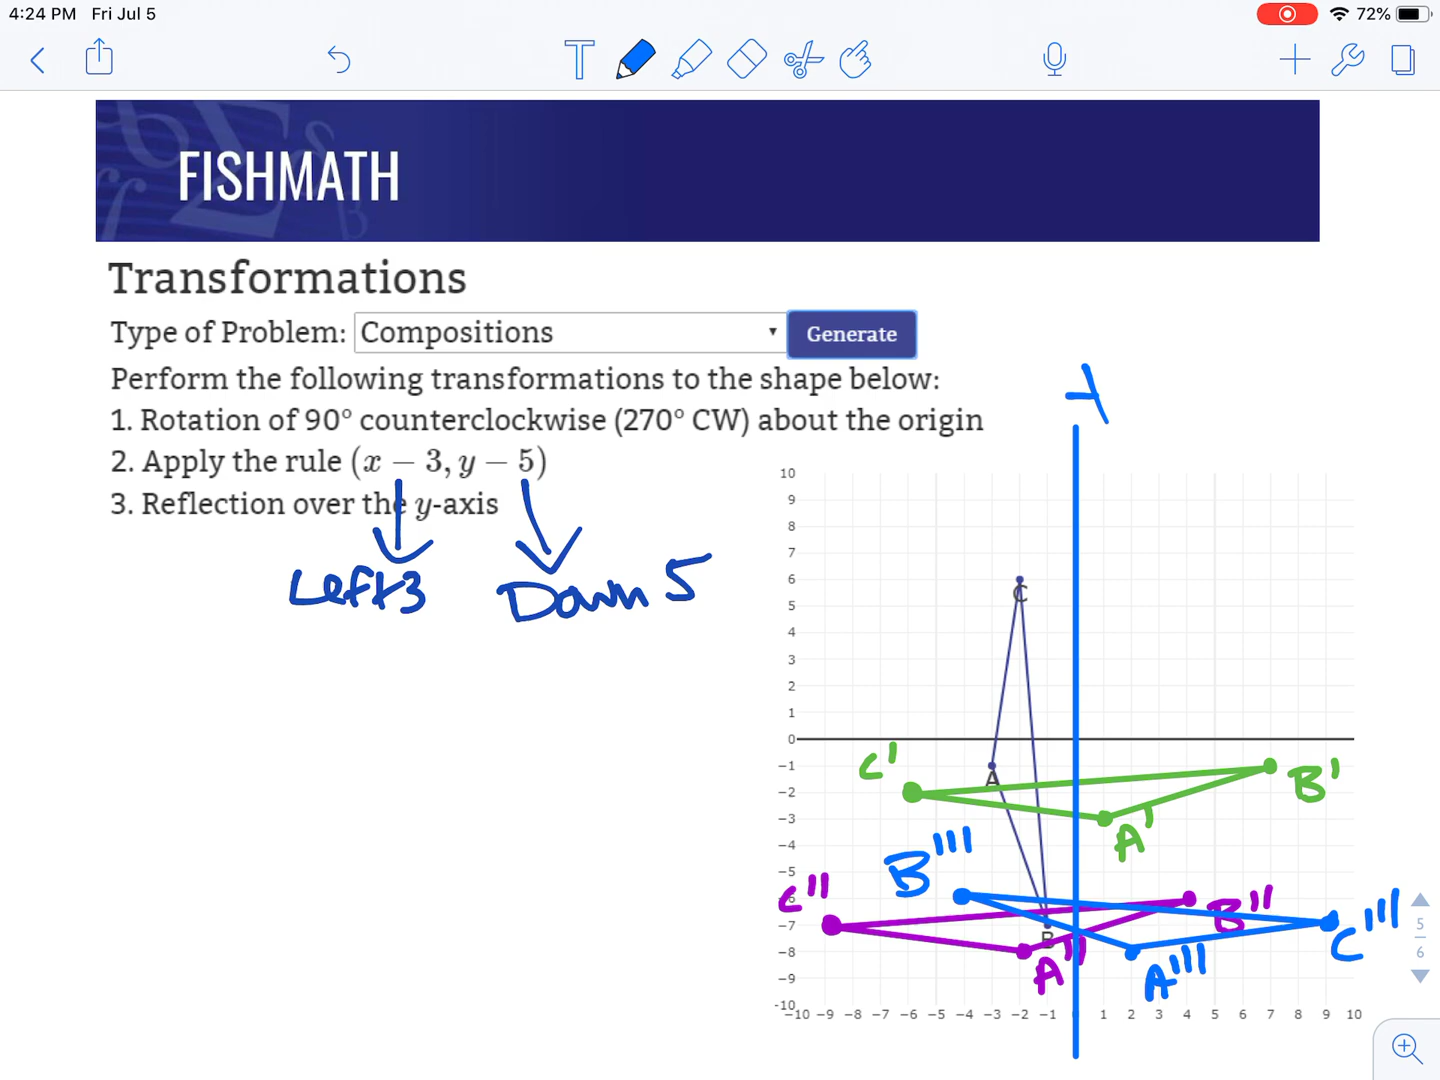 4:24 PM Fri Jul 5 72%
FISHMATH
Transformations
Type of Problem: Compositions Generate
Perform the following transformations to the shape below:
1. Rotation of 90° counterclockwise (270° CW) about the origin
2. Apply the rule (x − 3, y − 5)
3. Reflection over the y-axis
Left 3 Down 5
Y
10
9
8
7
6
5
4
3
2
1
0
−1
−2
−3
−4
−5
−7
−8
−9
-10
−10 −9 −8 −7 −6 −5 −4 −3 −2 −1 1 2 3 4 5 6 7 8 9 10
C
A
B
C' B'
A'
B'''
C'' B'' C'''
A'' A'''
5
6